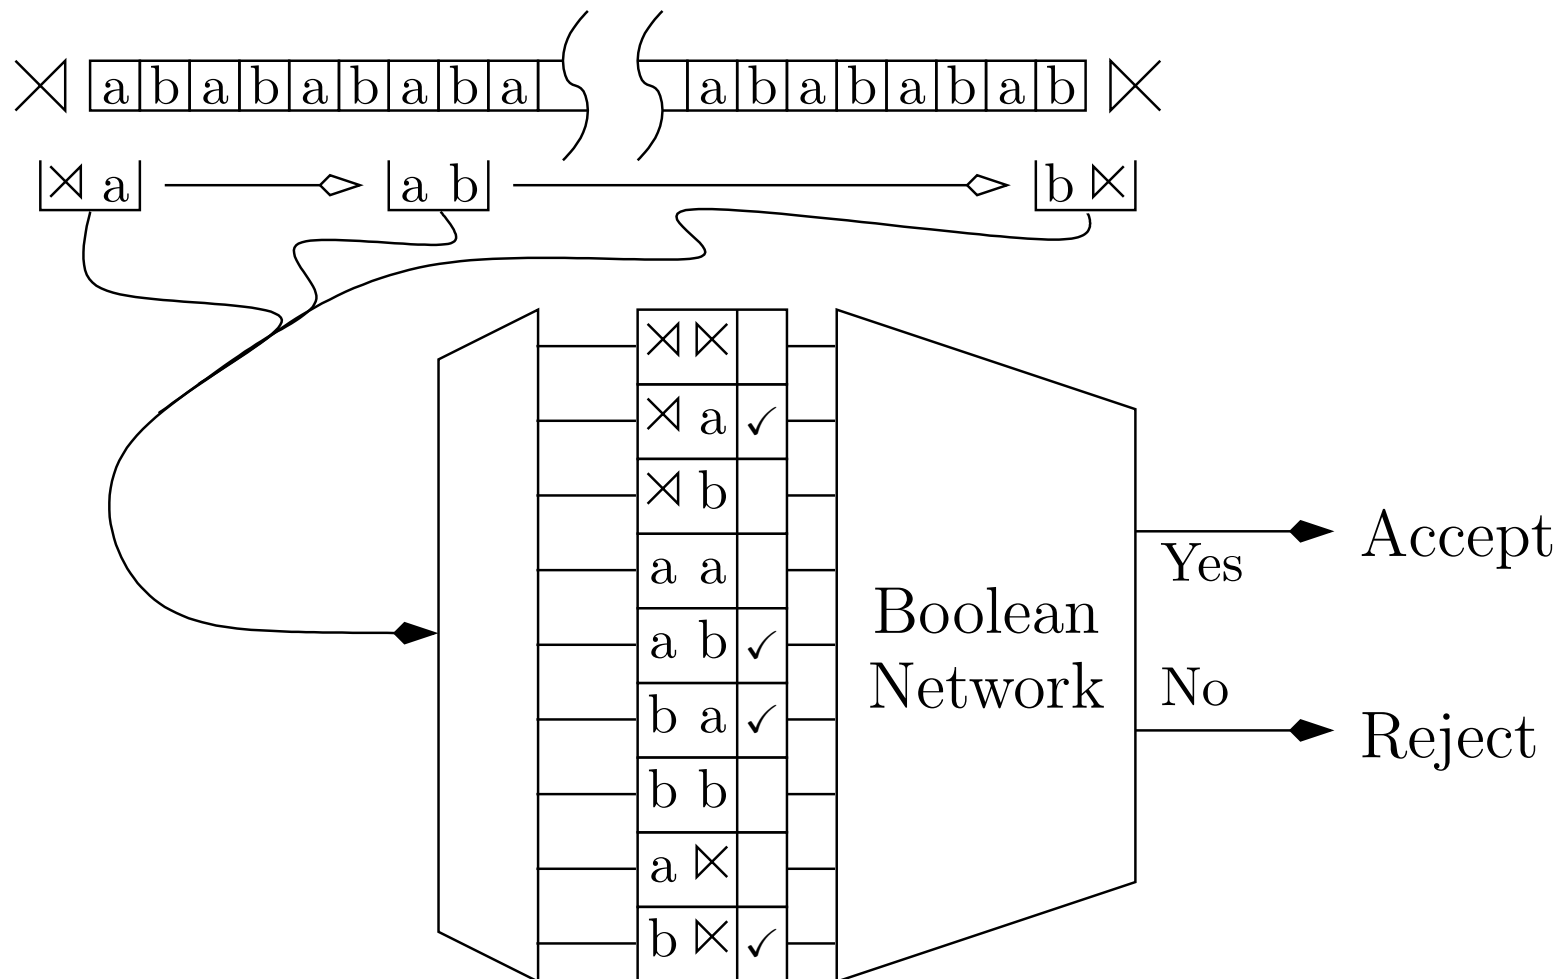 ⋊ a b a b a b a b a a b a b a b a b ⋉
⋊ a a b b ⋉
⋊ ⋉
⋊ a ✓
⋊ b
a a
a b ✓
b a ✓
b b
a ⋉
b ⋉ ✓
Boolean
Network
Yes
Accept
No
Reject